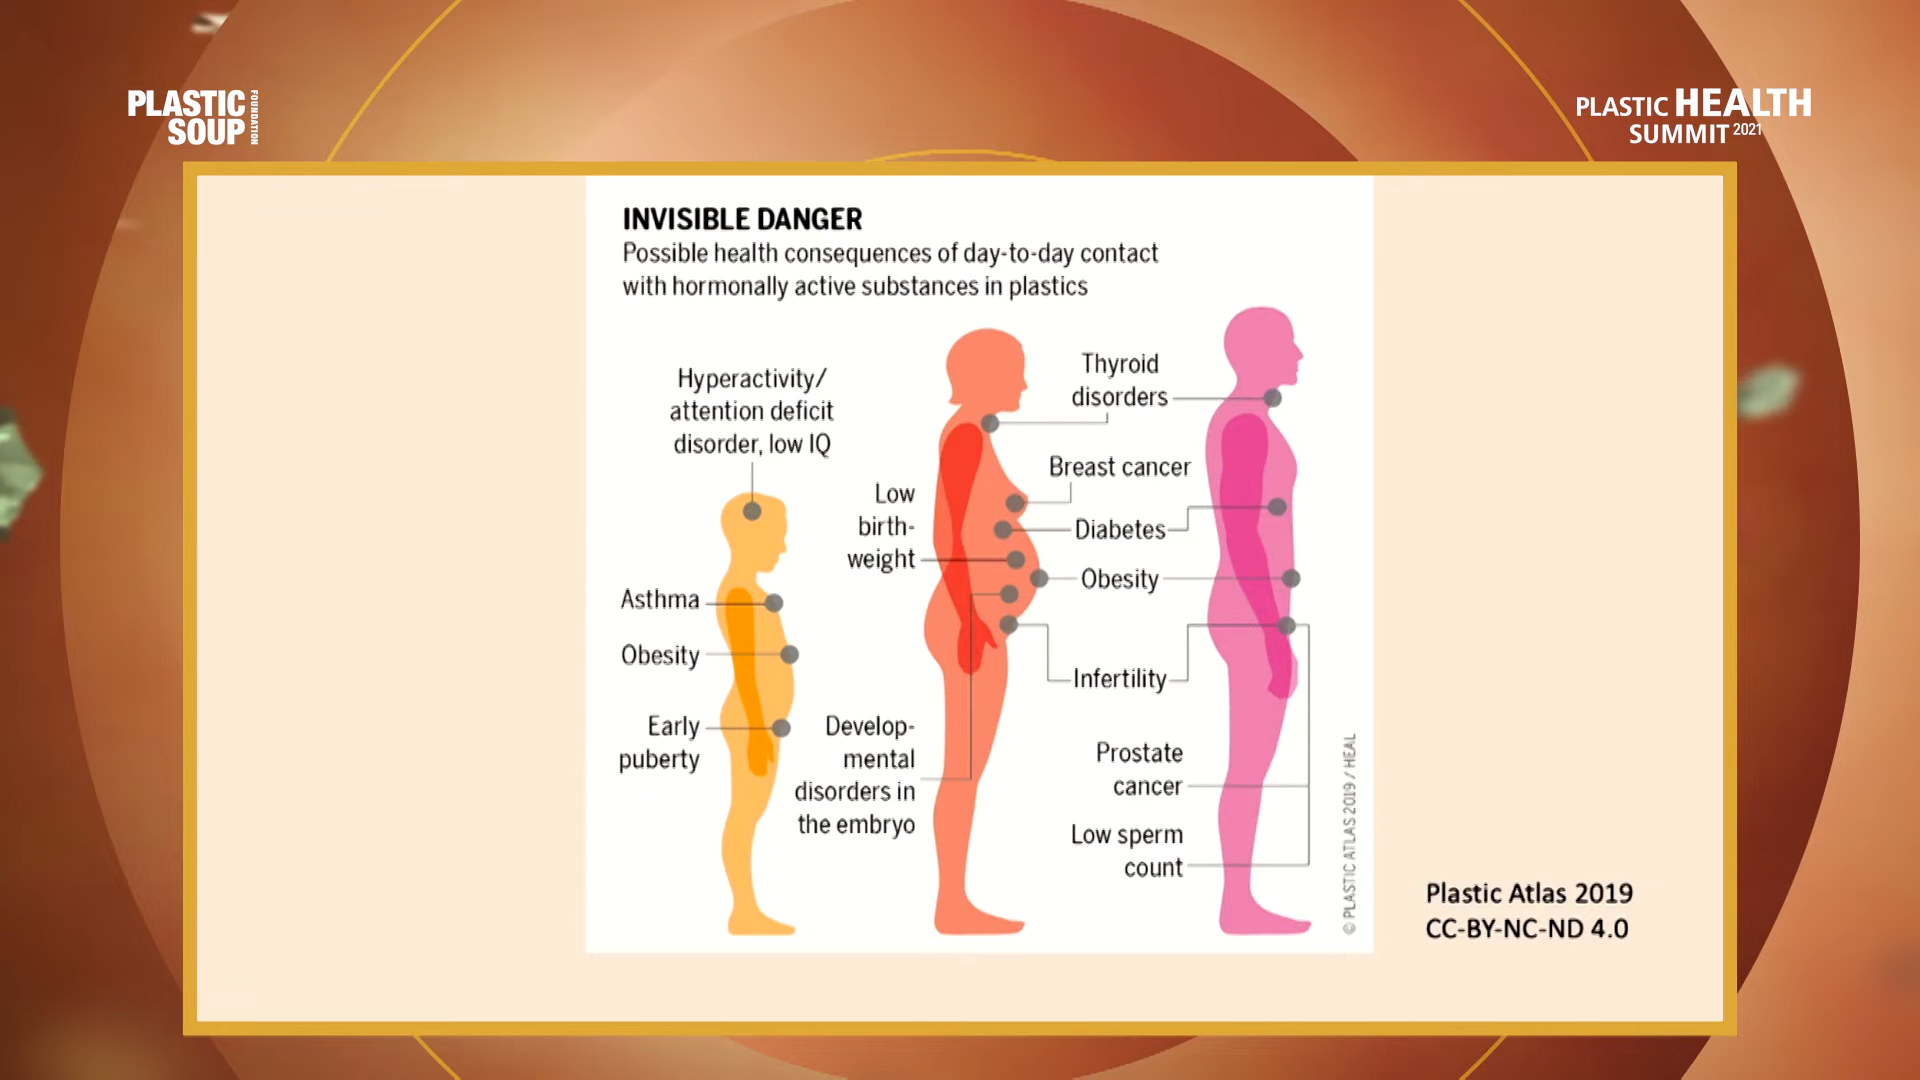 PLASTIC
SOUP
FOUNDATION
PLASTIC HEALTH
SUMMIT 2021
INVISIBLE DANGER
Possible health consequences of day-to-day contact
with hormonally active substances in plastics
Hyperactivity/
attention deficit
disorder, low IQ
Asthma
Obesity
Early
puberty
Low
birth-
weight
Develop-
mental
disorders in
the embryo
Thyroid
disorders
Breast cancer
Diabetes
Obesity
Infertility
Prostate
cancer
Low sperm
count
© PLASTIC ATLAS 2019 / HEAL
Plastic Atlas 2019
CC-BY-NC-ND 4.0